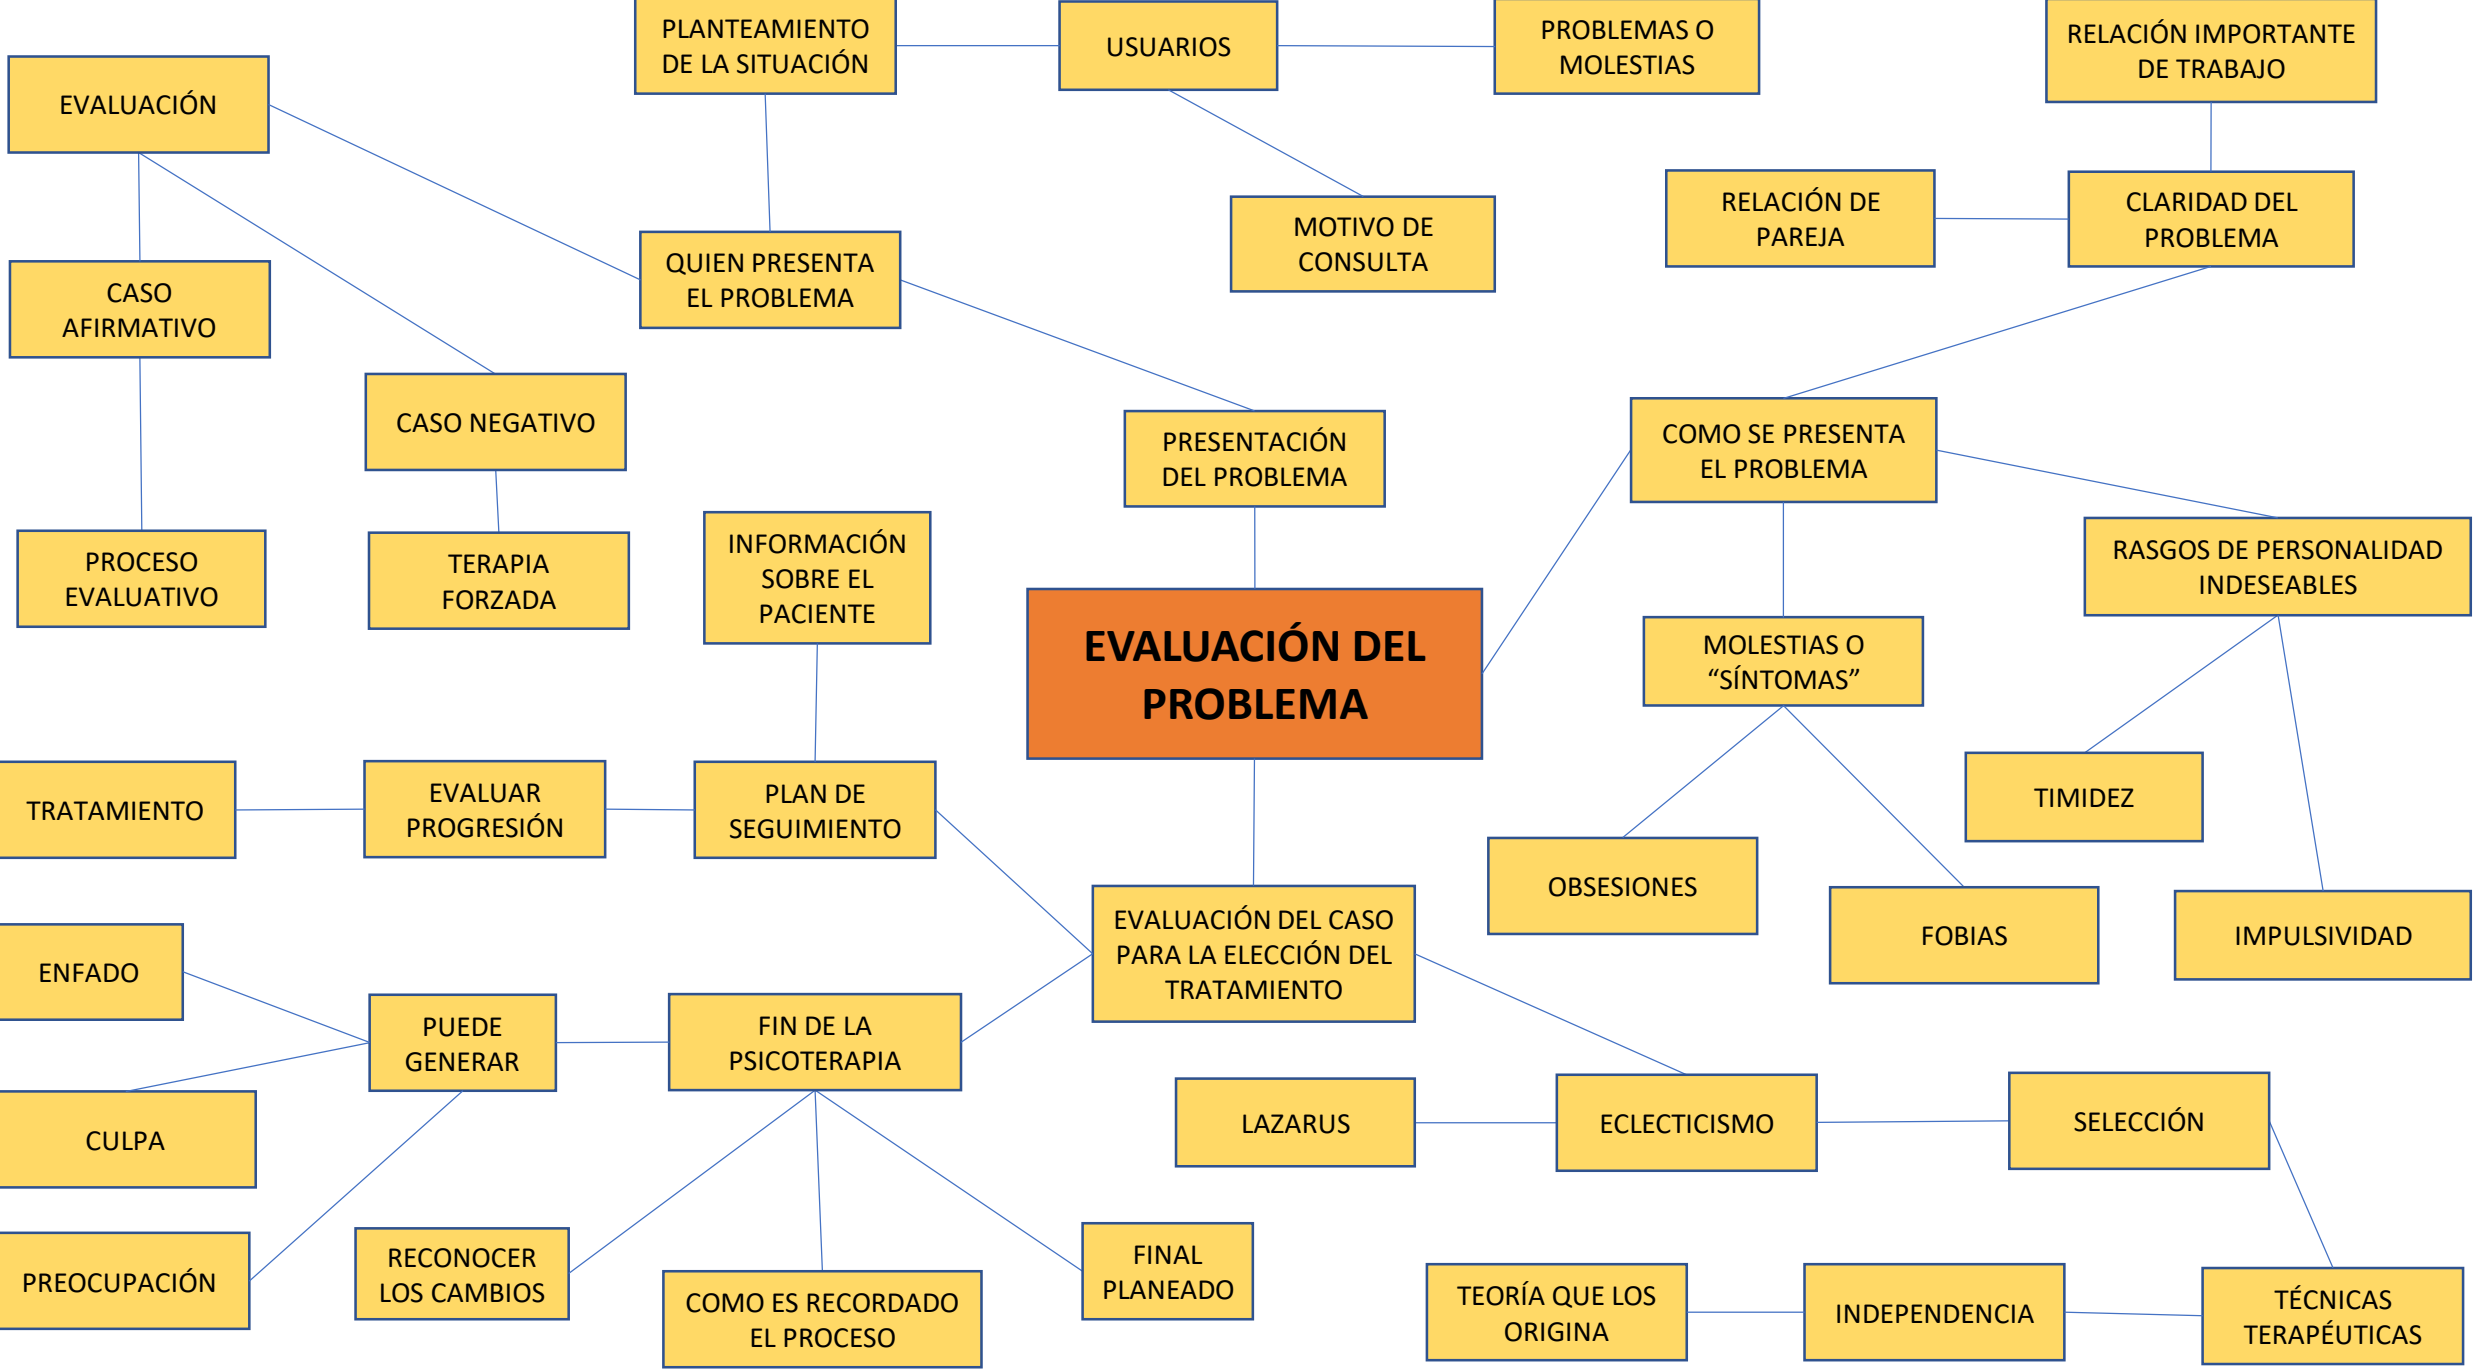 PLANTEAMIENTO
DE LA SITUACIÓN
USUARIOS
PROBLEMAS O
MOLESTIAS
RELACIÓN IMPORTANTE
DE TRABAJO
EVALUACIÓN
MOTIVO DE
CONSULTA
RELACIÓN DE
PAREJA
CLARIDAD DEL
PROBLEMA
QUIEN PRESENTA
EL PROBLEMA
CASO
AFIRMATIVO
CASO NEGATIVO
PRESENTACIÓN
DEL PROBLEMA
COMO SE PRESENTA
EL PROBLEMA
PROCESO
EVALUATIVO
TERAPIA
FORZADA
INFORMACIÓN
SOBRE EL
PACIENTE
RASGOS DE PERSONALIDAD
INDESEABLES
EVALUACIÓN DEL
PROBLEMA
MOLESTIAS O
“SÍNTOMAS”
TRATAMIENTO
EVALUAR
PROGRESIÓN
PLAN DE
SEGUIMIENTO
TIMIDEZ
OBSESIONES
FOBIAS
IMPULSIVIDAD
EVALUACIÓN DEL CASO
PARA LA ELECCIÓN DEL
TRATAMIENTO
ENFADO
PUEDE
GENERAR
FIN DE LA
PSICOTERAPIA
CULPA
LAZARUS
ECLECTICISMO
SELECCIÓN
PREOCUPACIÓN
RECONOCER
LOS CAMBIOS
COMO ES RECORDADO
EL PROCESO
FINAL
PLANEADO
TEORÍA QUE LOS
ORIGINA
INDEPENDENCIA
TÉCNICAS
TERAPÉUTICAS